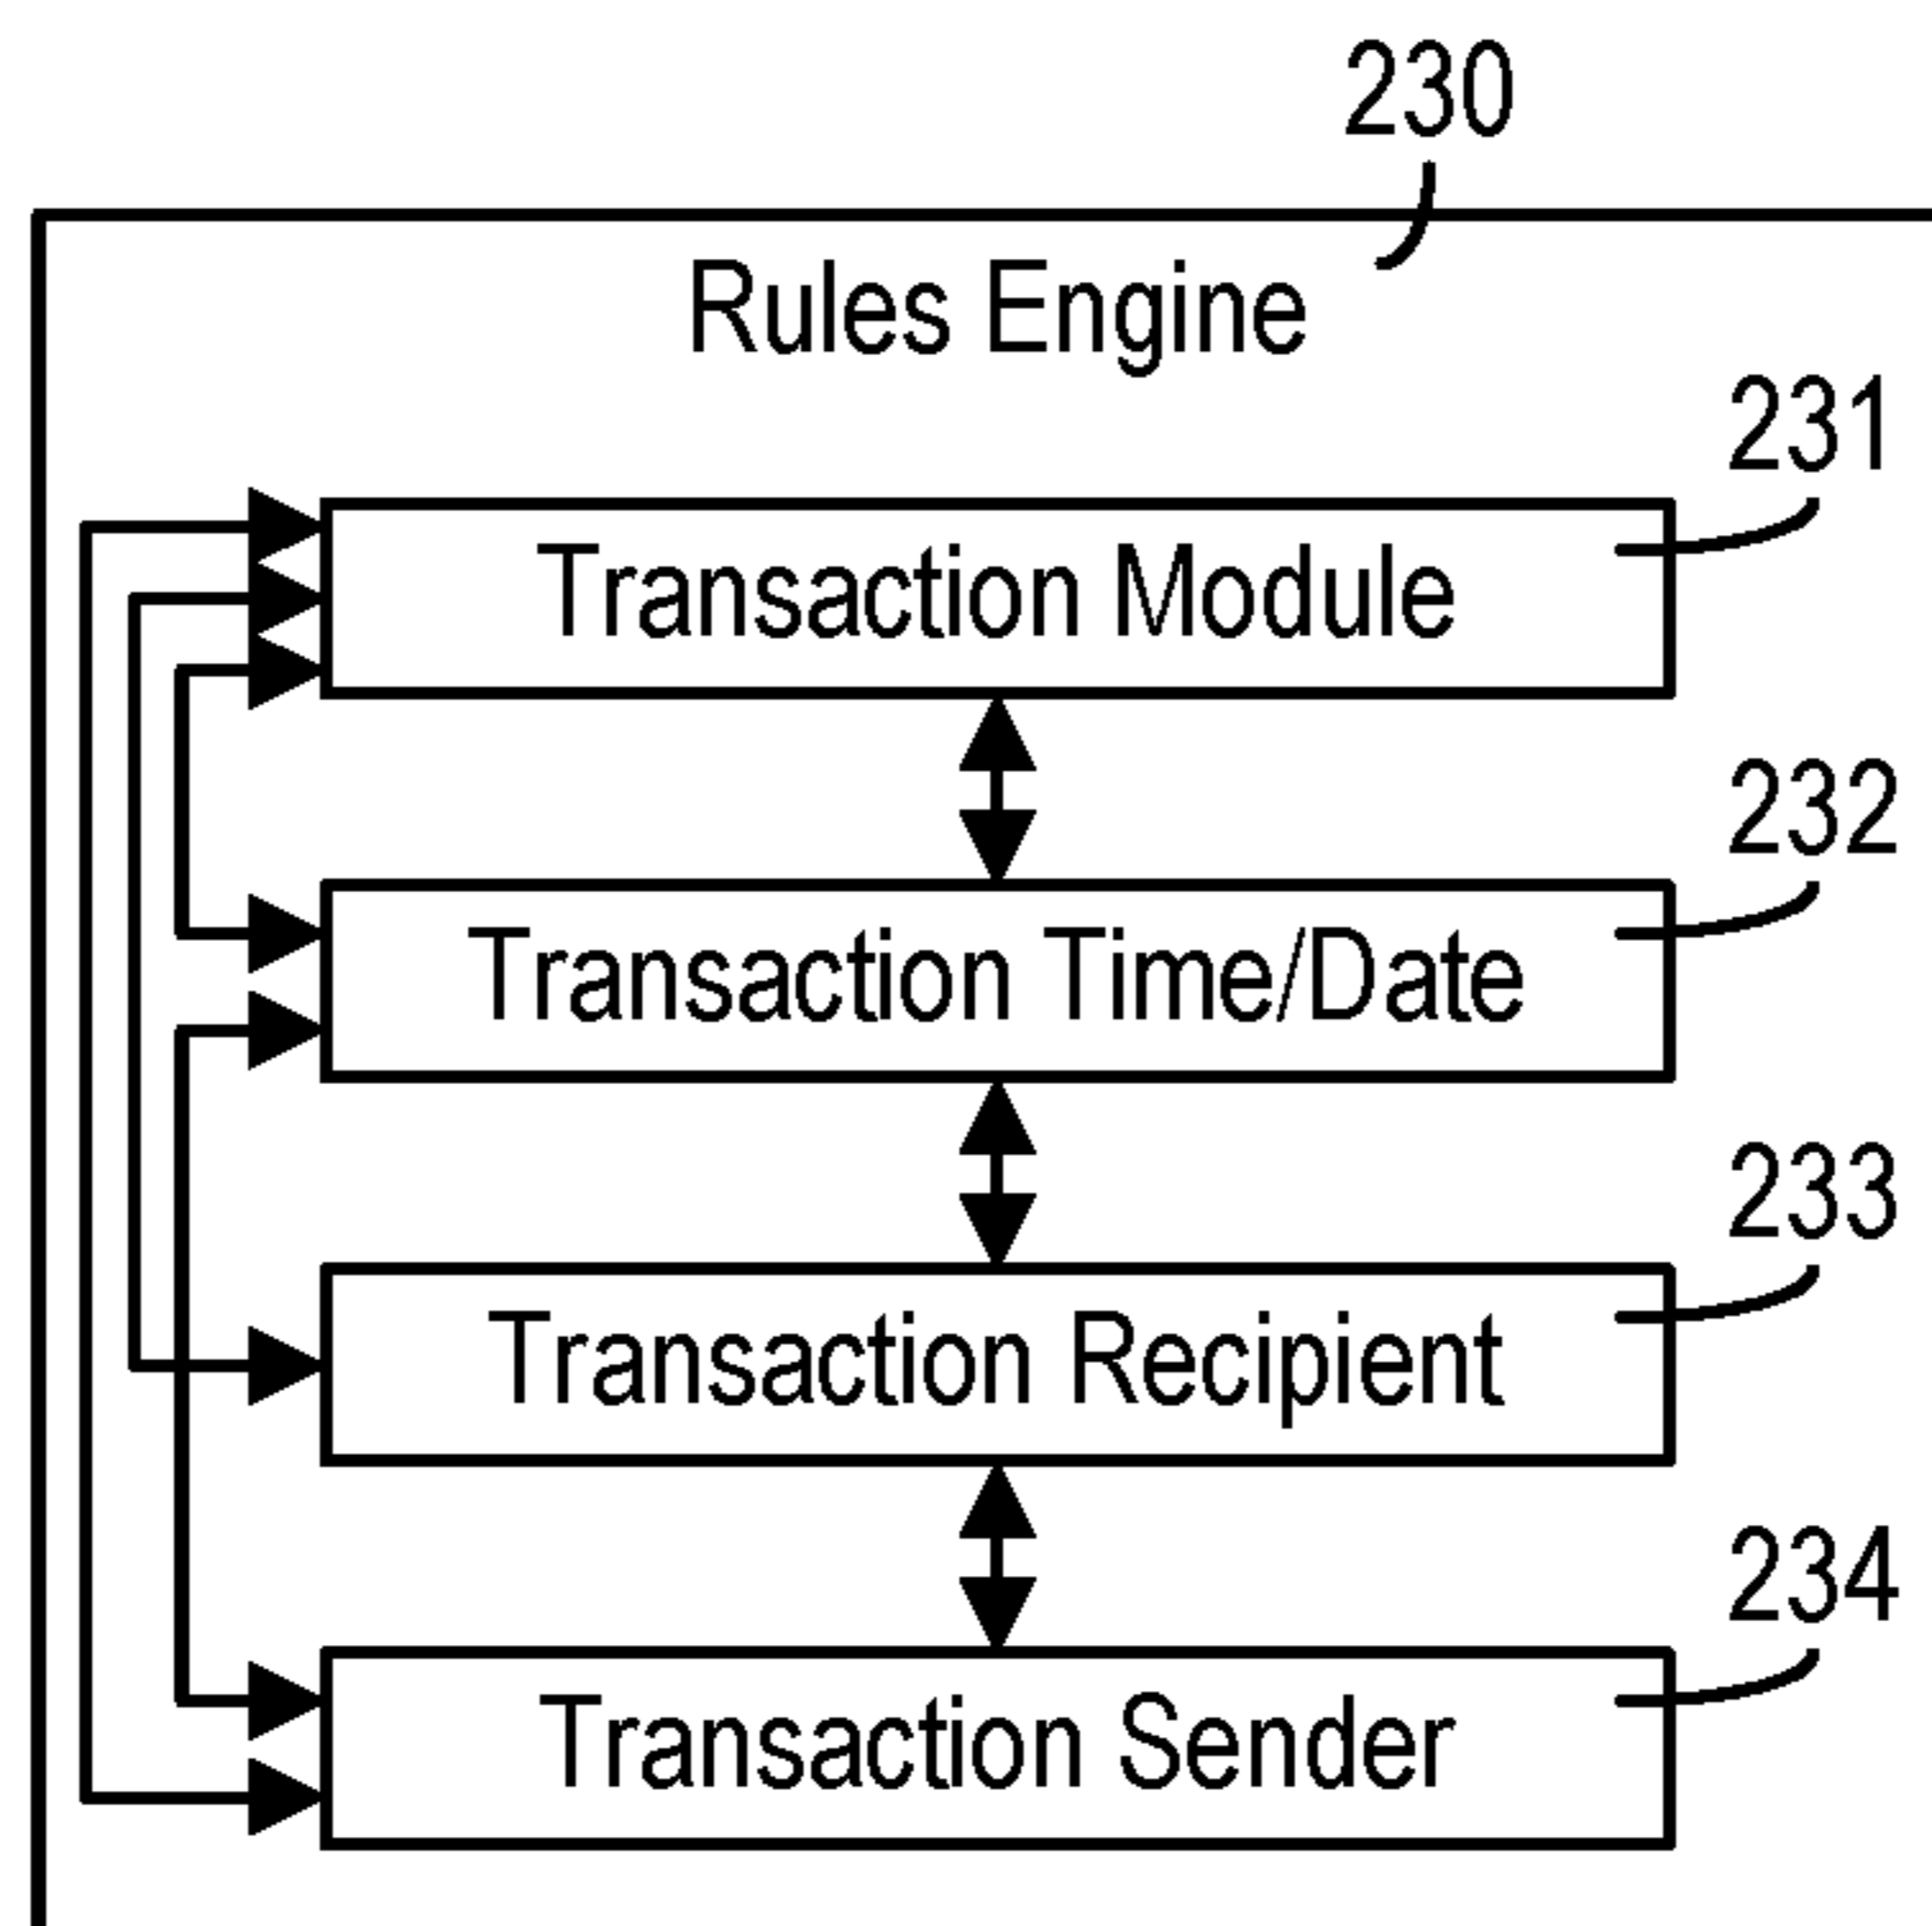 230
Rules Engine
231
Transaction Module
232
Transaction Time/Date
233
Transaction Recipient
234
Transaction Sender